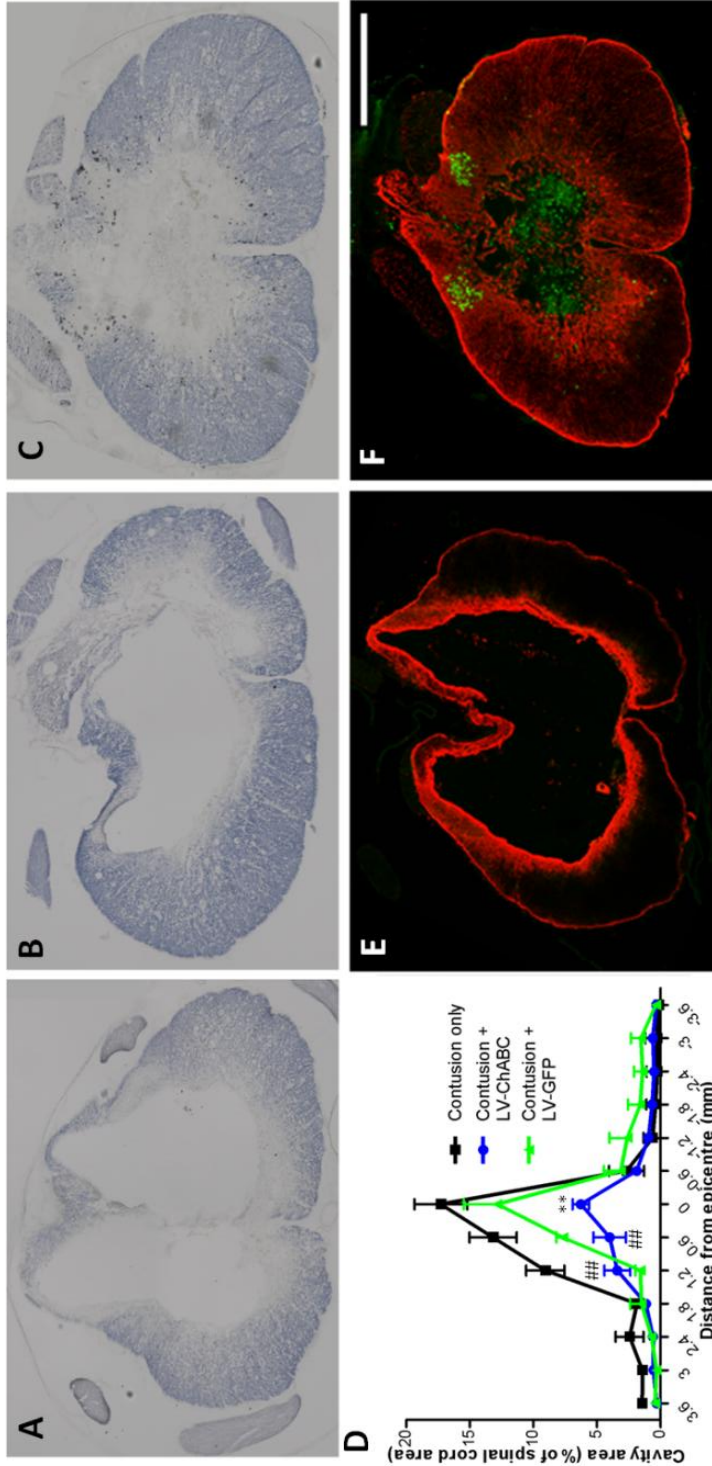 A
B
C
D
Cavity area (% of spinal cord area)
20
15
10
5
0
Contusion only
Contusion +
LV-ChABC
Contusion +
LV-GFP
**
##
##
3.6
3
2.4
1.8
1.2
0.6
0
-0.6
-1.2
-1.8
-2.4
-3
-3.6
Distance from epicentre (mm)
E
F